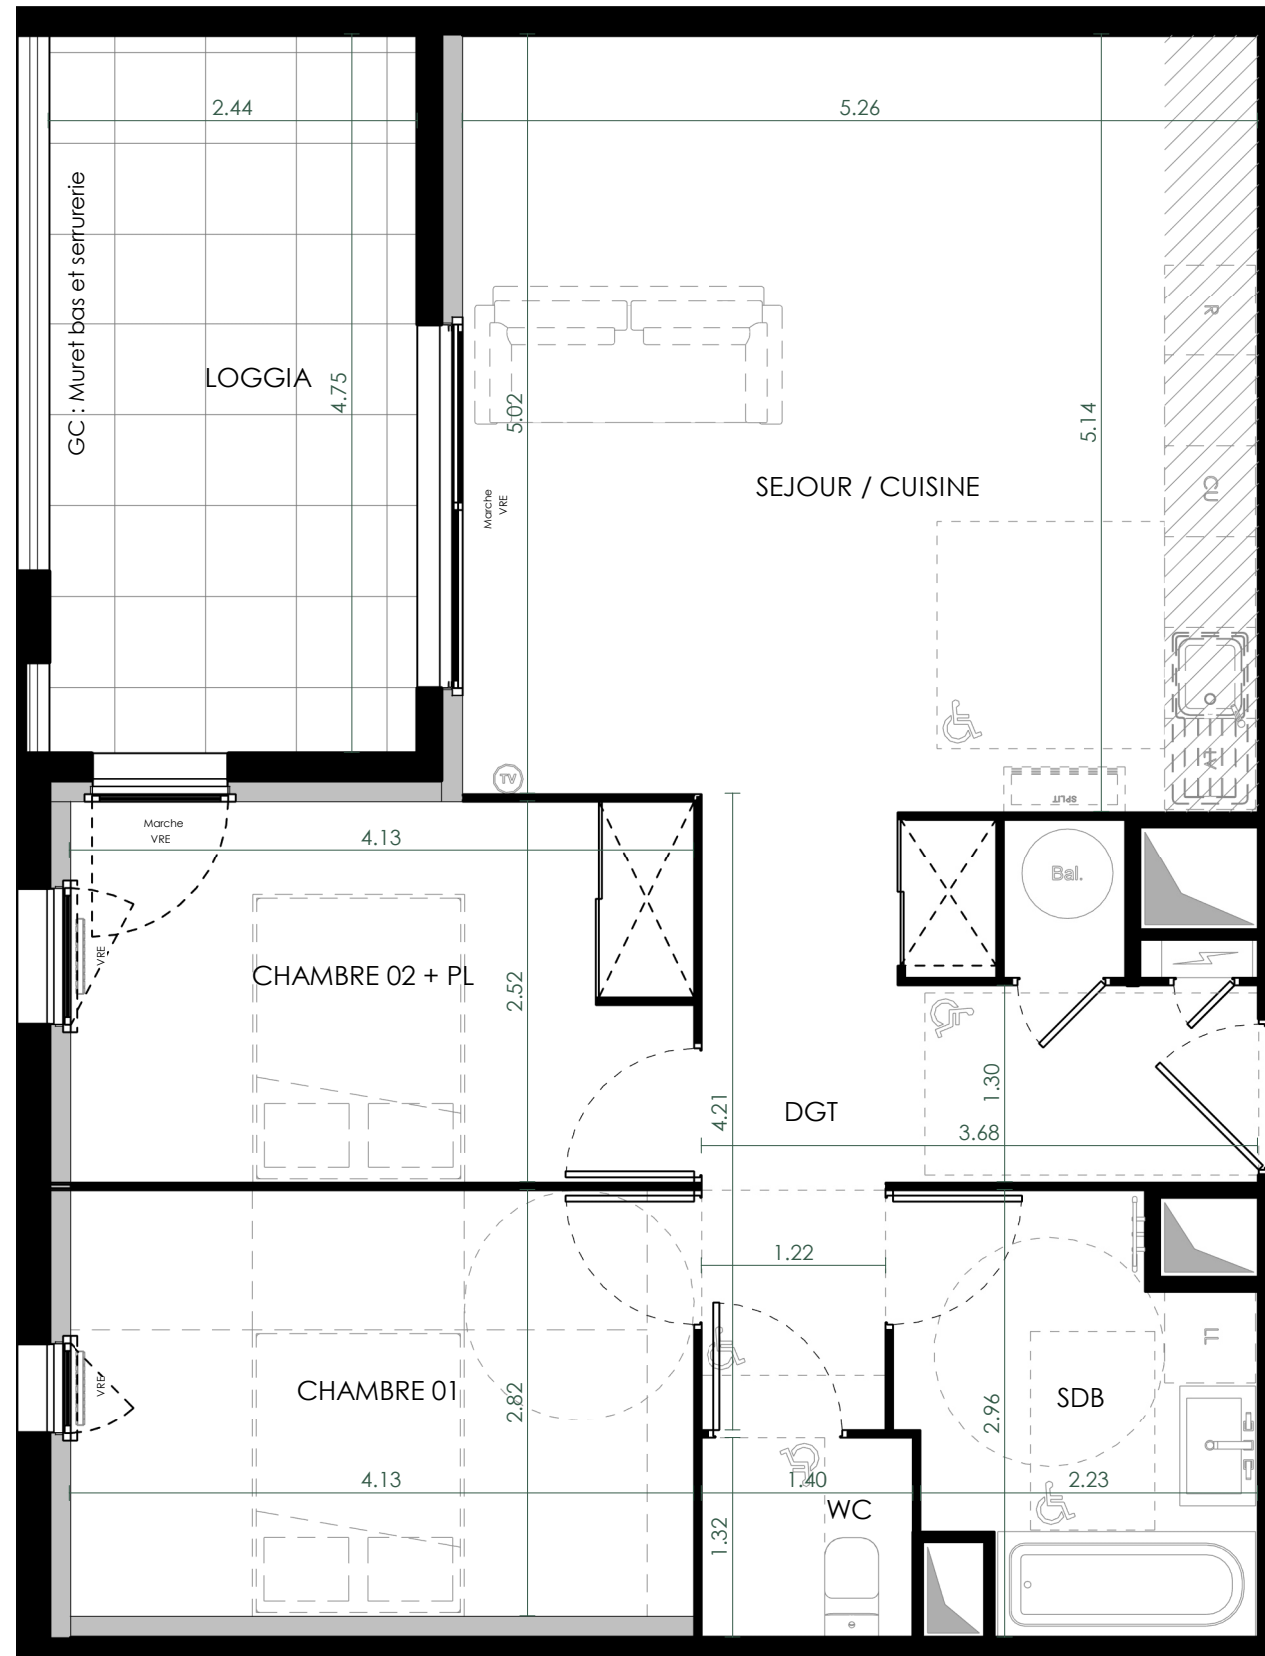 2.44
5.26
GC : Muret bas et serrurerie
LOGGIA
4.75
5.02
5.14
R
SEJOUR / CUISINE
CU
Marche
VRE
TV
SPLIT
LV
Marche
VRE
4.13
Bal.
VRE
CHAMBRE 02 + PL
2.52
4.21
DGT
1.30
3.68
1.22
LL
VRE
CHAMBRE 01
2.82
2.96
SDB
4.13
1.40
2.23
WC
1.32